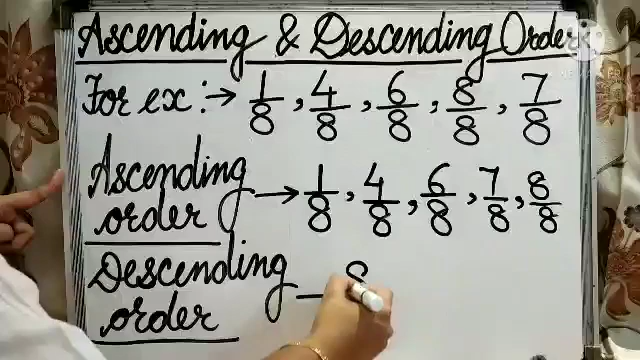 Ascending & Descending Order
For ex :→ 1/8, 4/8, 6/8, 8/8, 7/8
Ascending order → 1/8, 4/8, 6/8, 7/8, 8/8
Descending order — 8